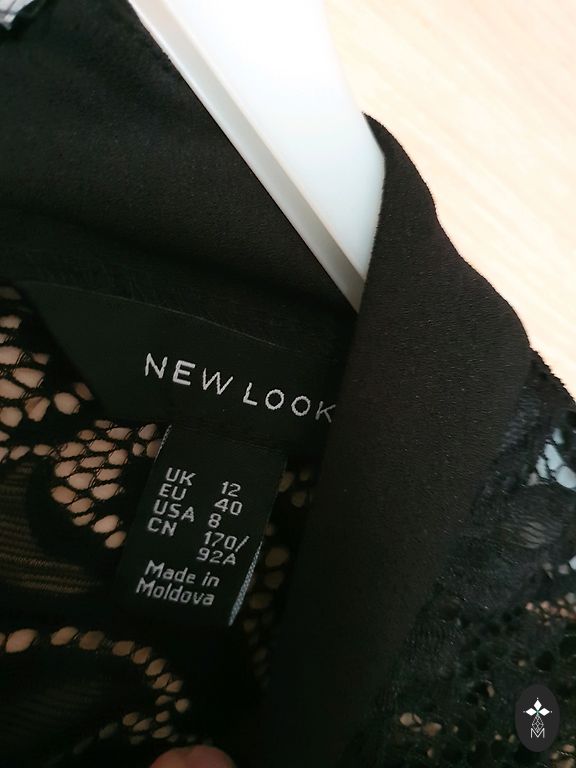 NEW LOOK
UK 12
EU 40
USA 8
CN 170/
92A
Made in
Moldova
M